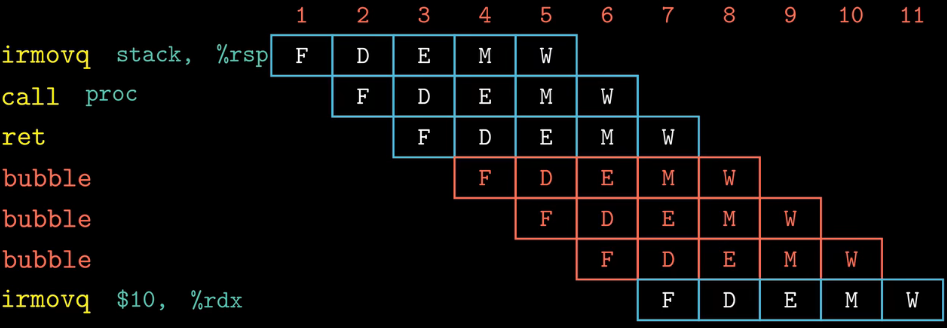 1 2 3 4 5 6 7 8 9 10 11
irmovq stack, %rsp F D E M W
call proc F D E M W
ret F D E M W
bubble F D E M W
bubble F D E M W
bubble F D E M W
irmovq $10, %rdx F D E M W